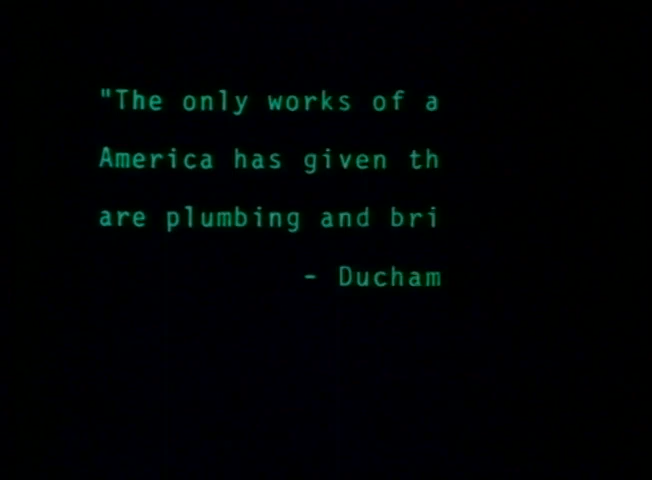 "The only works of a
America has given th
are plumbing and bri
- Ducham